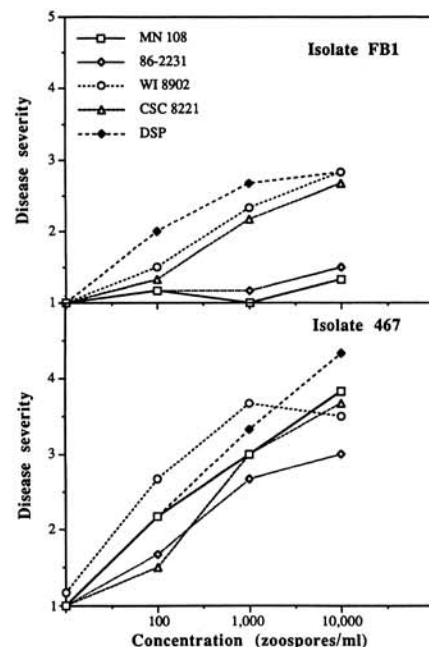 5
4
3
2
1
Disease severity
MN 108
86-2231
WI 8902
CSC 8221
DSP
Isolate FB1
Isolate 467
4
3
2
1
Disease severity
100
1,000
10,000
Concentration (zoospores/ml)